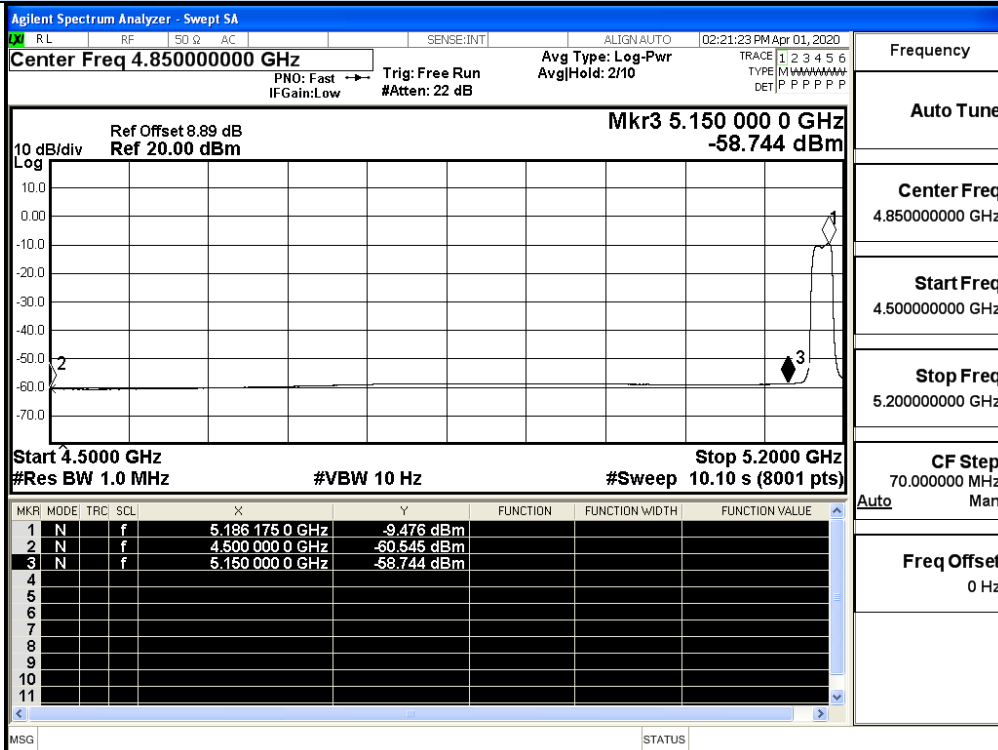 Agilent Spectrum Analyzer - Swept SA
LXI RL RF 50 Ω AC SENSE:INT ALIGN AUTO 02:21:23 PM Apr 01, 2020
Center Freq 4.850000000 GHz
PNO: Fast
IFGain:Low
Trig: Free Run
#Atten: 22 dB
Avg Type: Log-Pwr
Avg|Hold: 2/10
TRACE 1 2 3 4 5 6
TYPE M W W W W W
DET P P P P P P
Ref Offset 8.89 dB
10 dB/div Ref 20.00 dBm
Log
Mkr3 5.150 000 0 GHz
-58.744 dBm
10.0
0.00
-10.0
-20.0
-30.0
-40.0
-50.0
-60.0
-70.0
1
2
3
Start 4.5000 GHz Stop 5.2000 GHz
#Res BW 1.0 MHz #VBW 10 Hz #Sweep 10.10 s (8001 pts)
MKR MODE TRC SCL X Y FUNCTION FUNCTION WIDTH FUNCTION VALUE
1 N f 5.186 175 0 GHz -9.476 dBm
2 N f 4.500 000 0 GHz -60.545 dBm
3 N f 5.150 000 0 GHz -58.744 dBm
4
5
6
7
8
9
10
11
MSG STATUS
Frequency
Auto Tune
Center Freq
4.850000000 GHz
Start Freq
4.500000000 GHz
Stop Freq
5.200000000 GHz
CF Step
70.000000 MHz
Auto Man
Freq Offset
0 Hz